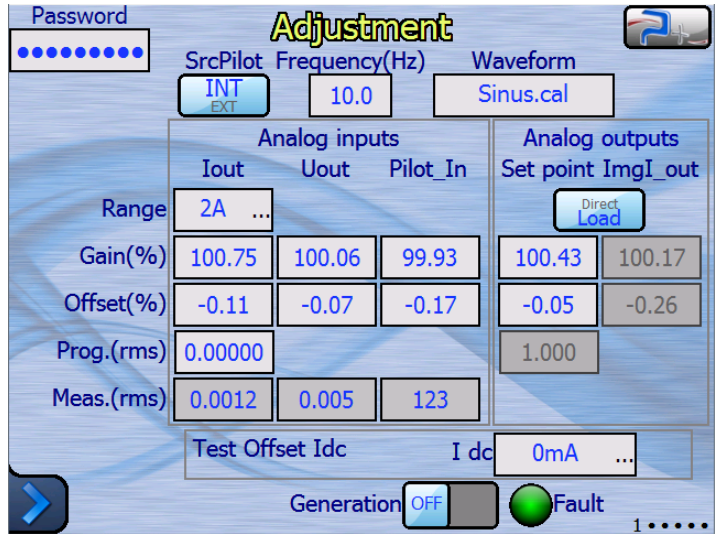 Password
Adjustment
●●●●●●●●●
SrcPilot Frequency(Hz) Waveform
INT
EXT
10.0
Sinus.cal
Analog inputs Analog outputs
Iout Uout Pilot_In Set point ImgI_out
Range 2A ... Direct
Load
Gain(%) 100.75 100.06 99.93 100.43 100.17
Offset(%) -0.11 -0.07 -0.17 -0.05 -0.26
Prog.(rms) 0.00000 1.000
Meas.(rms) 0.0012 0.005 123
Test Offset Idc I dc 0mA ...
Generation OFF Fault
1